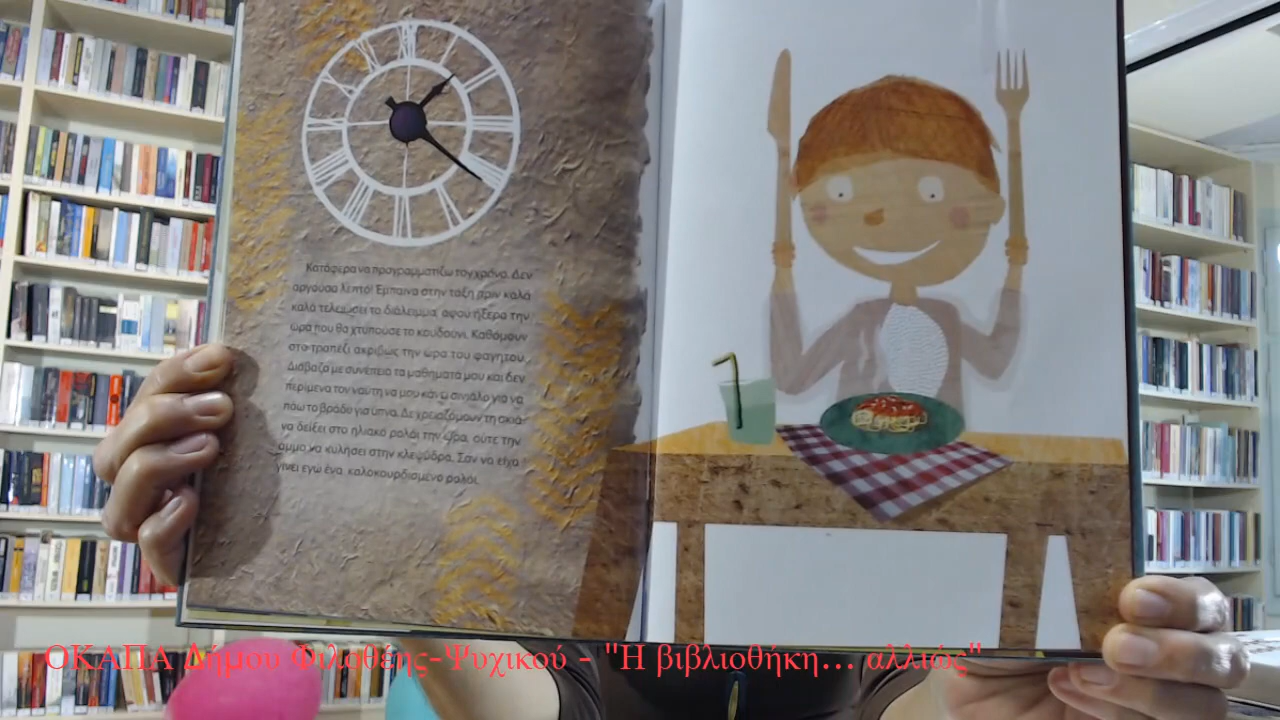 Κατάφερα να προγραμματίζω τον χρόνο. Δεν
αργούσα λεπτό! Έμπαινα στην τάξη πριν καλά
καλά τελειώσει το διάλειμμα, αφού ήξερα την
ώρα που θα χτυπούσε το κουδούνι. Καθόμουν
στο τραπέζι ακριβώς την ώρα του φαγητού.
Διάβαζα με συνέπεια τα μαθήματά μου και δεν
περίμενα τον ναύτη να μου κάνει σινιάλο για να
πάω το βράδυ για ύπνο. Δε χρειαζόμουν τη σκιά
να δείξει στο ηλιακό ρολόι την ώρα, ούτε την
άμμο να κυλήσει στην κλεψύδρα. Σαν να είχα
γίνει εγώ ένα καλοκουρδισμένο ρολόι.
ΟΚΑΠΑ Δήμου Φιλοθέης-Ψυχικού - "Η βιβλιοθήκη... αλλιώς"